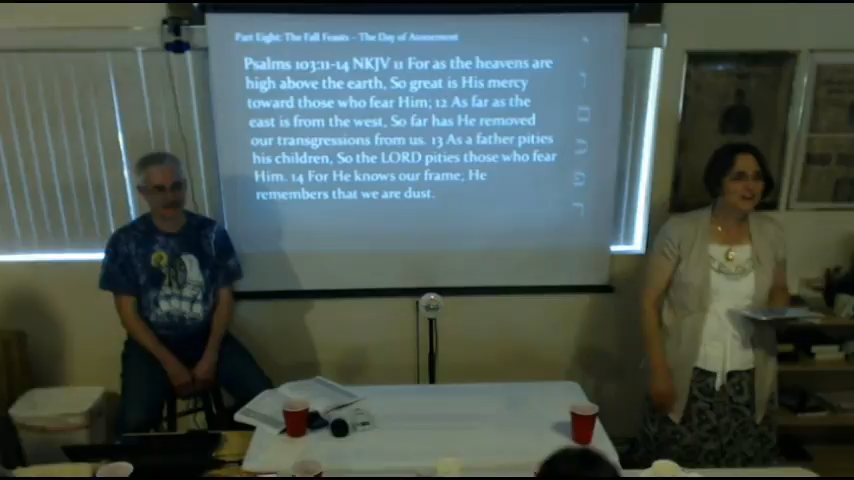 Part Eight: The Fall Feasts – The Day of Atonement
Psalms 103:11-14 NKJV 11 For as the heavens are
high above the earth, So great is His mercy
toward those who fear Him; 12 As far as the
east is from the west, So far has He removed
our transgressions from us. 13 As a father pities
his children, So the LORD pities those who fear
Him. 14 For He knows our frame; He
remembers that we are dust.